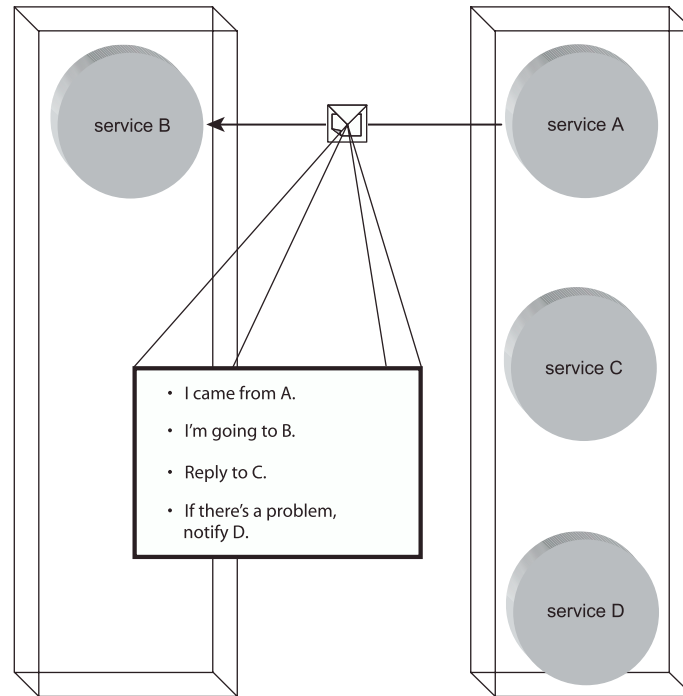 service B
service A
service C
• I came from A.
• I'm going to B.
• Reply to C.
• If there's a problem,
notify D.
service D